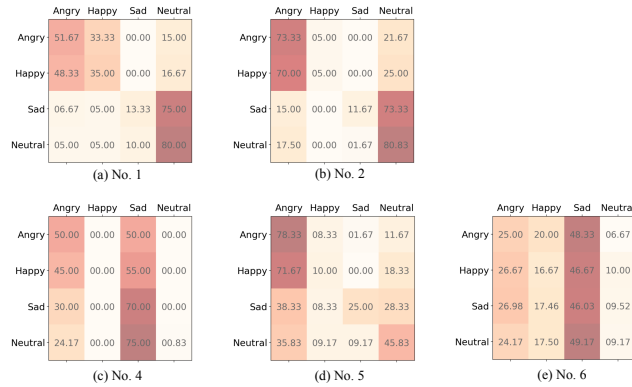 Angry Happy Sad Neutral
Angry 51.67 33.33 00.00 15.00
Happy 48.33 35.00 00.00 16.67
Sad 06.67 05.00 13.33 75.00
Neutral 05.00 05.00 10.00 80.00
(a) No. 1
Angry Happy Sad Neutral
Angry 73.33 05.00 00.00 21.67
Happy 70.00 05.00 00.00 25.00
Sad 15.00 00.00 11.67 73.33
Neutral 17.50 00.00 01.67 80.83
(b) No. 2
Angry Happy Sad Neutral
Angry 50.00 00.00 50.00 00.00
Happy 45.00 00.00 55.00 00.00
Sad 30.00 00.00 70.00 00.00
Neutral 24.17 00.00 75.00 00.83
(c) No. 4
Angry Happy Sad Neutral
Angry 78.33 08.33 01.67 11.67
Happy 71.67 10.00 00.00 18.33
Sad 38.33 08.33 25.00 28.33
Neutral 35.83 09.17 09.17 45.83
(d) No. 5
Angry Happy Sad Neutral
Angry 25.00 20.00 48.33 06.67
Happy 26.67 16.67 46.67 10.00
Sad 26.98 17.46 46.03 09.52
Neutral 24.17 17.50 49.17 09.17
(e) No. 6